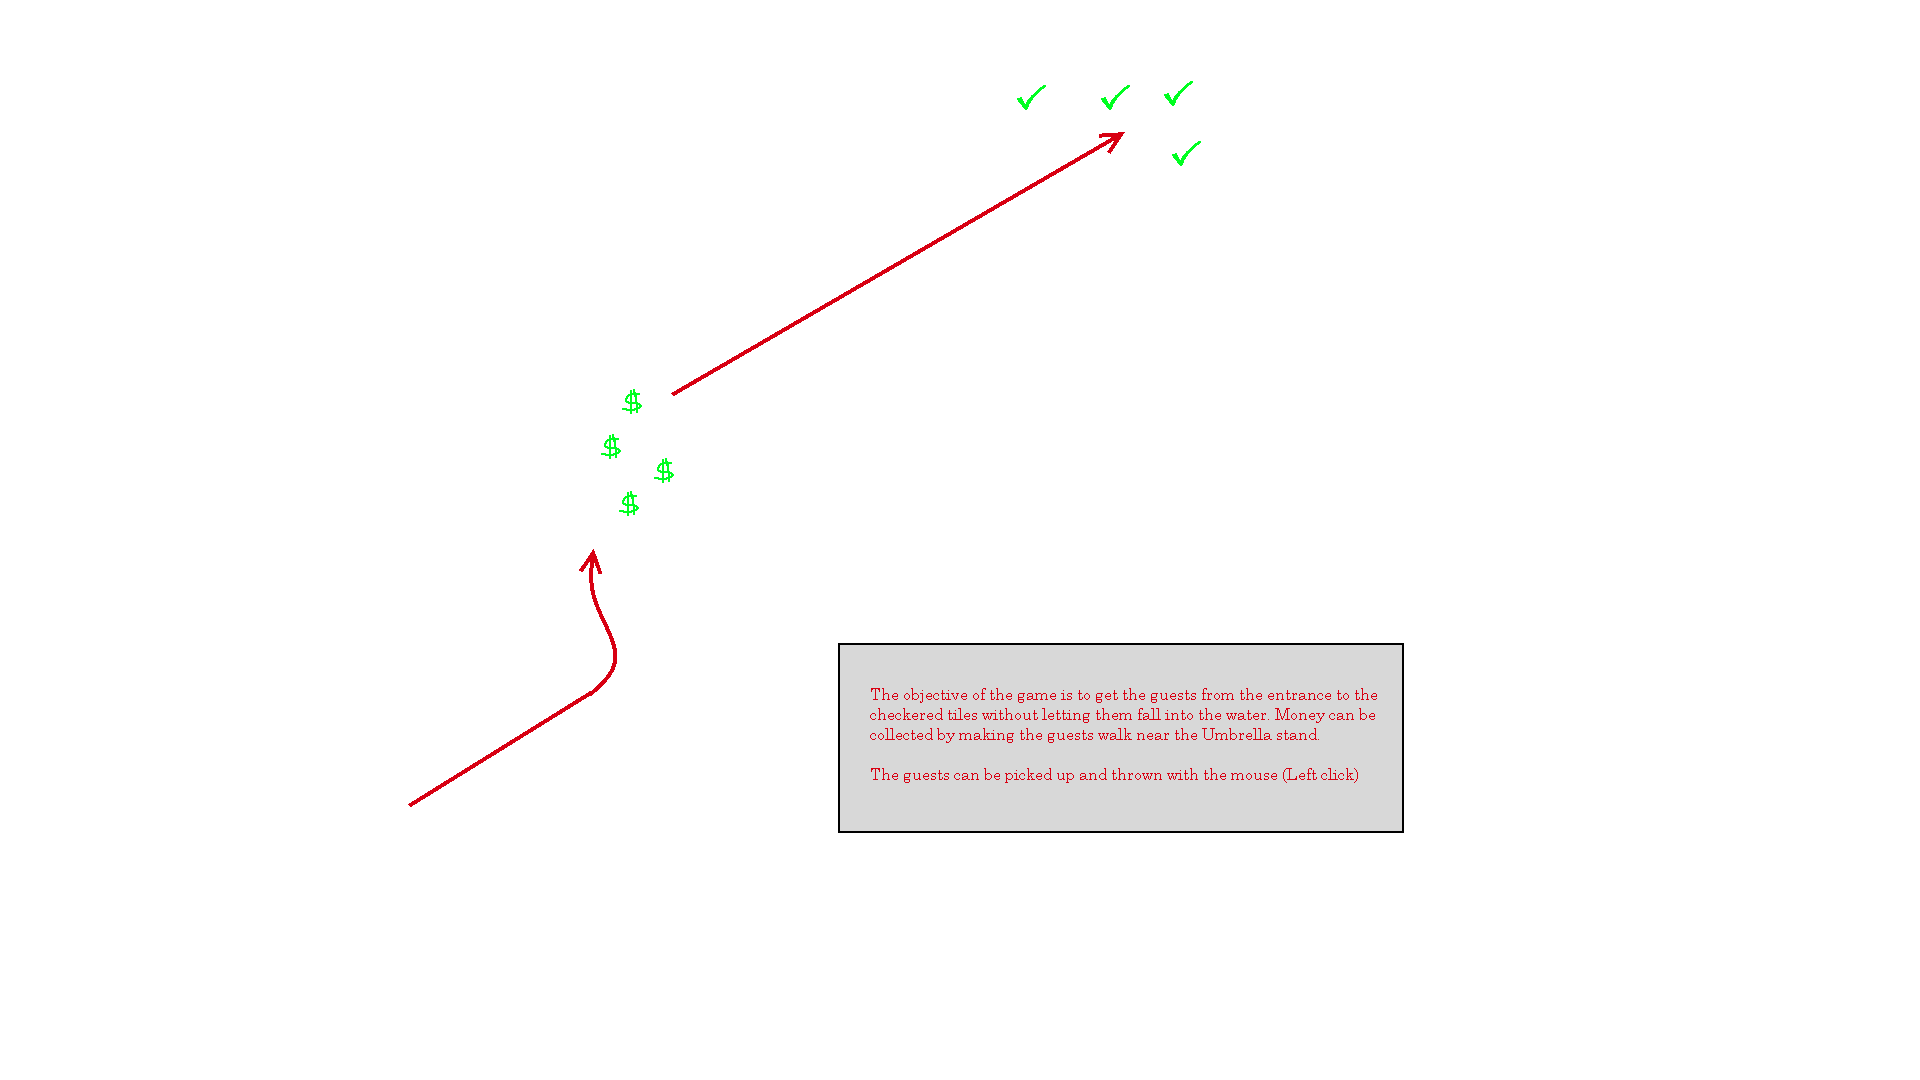 $
$
$
$
The objective of the game is to get the guests from the entrance to the
checkered tiles without letting them fall into the water. Money can be
collected by making the guests walk near the Umbrella stand.
The guests can be picked up and thrown with the mouse (Left click)